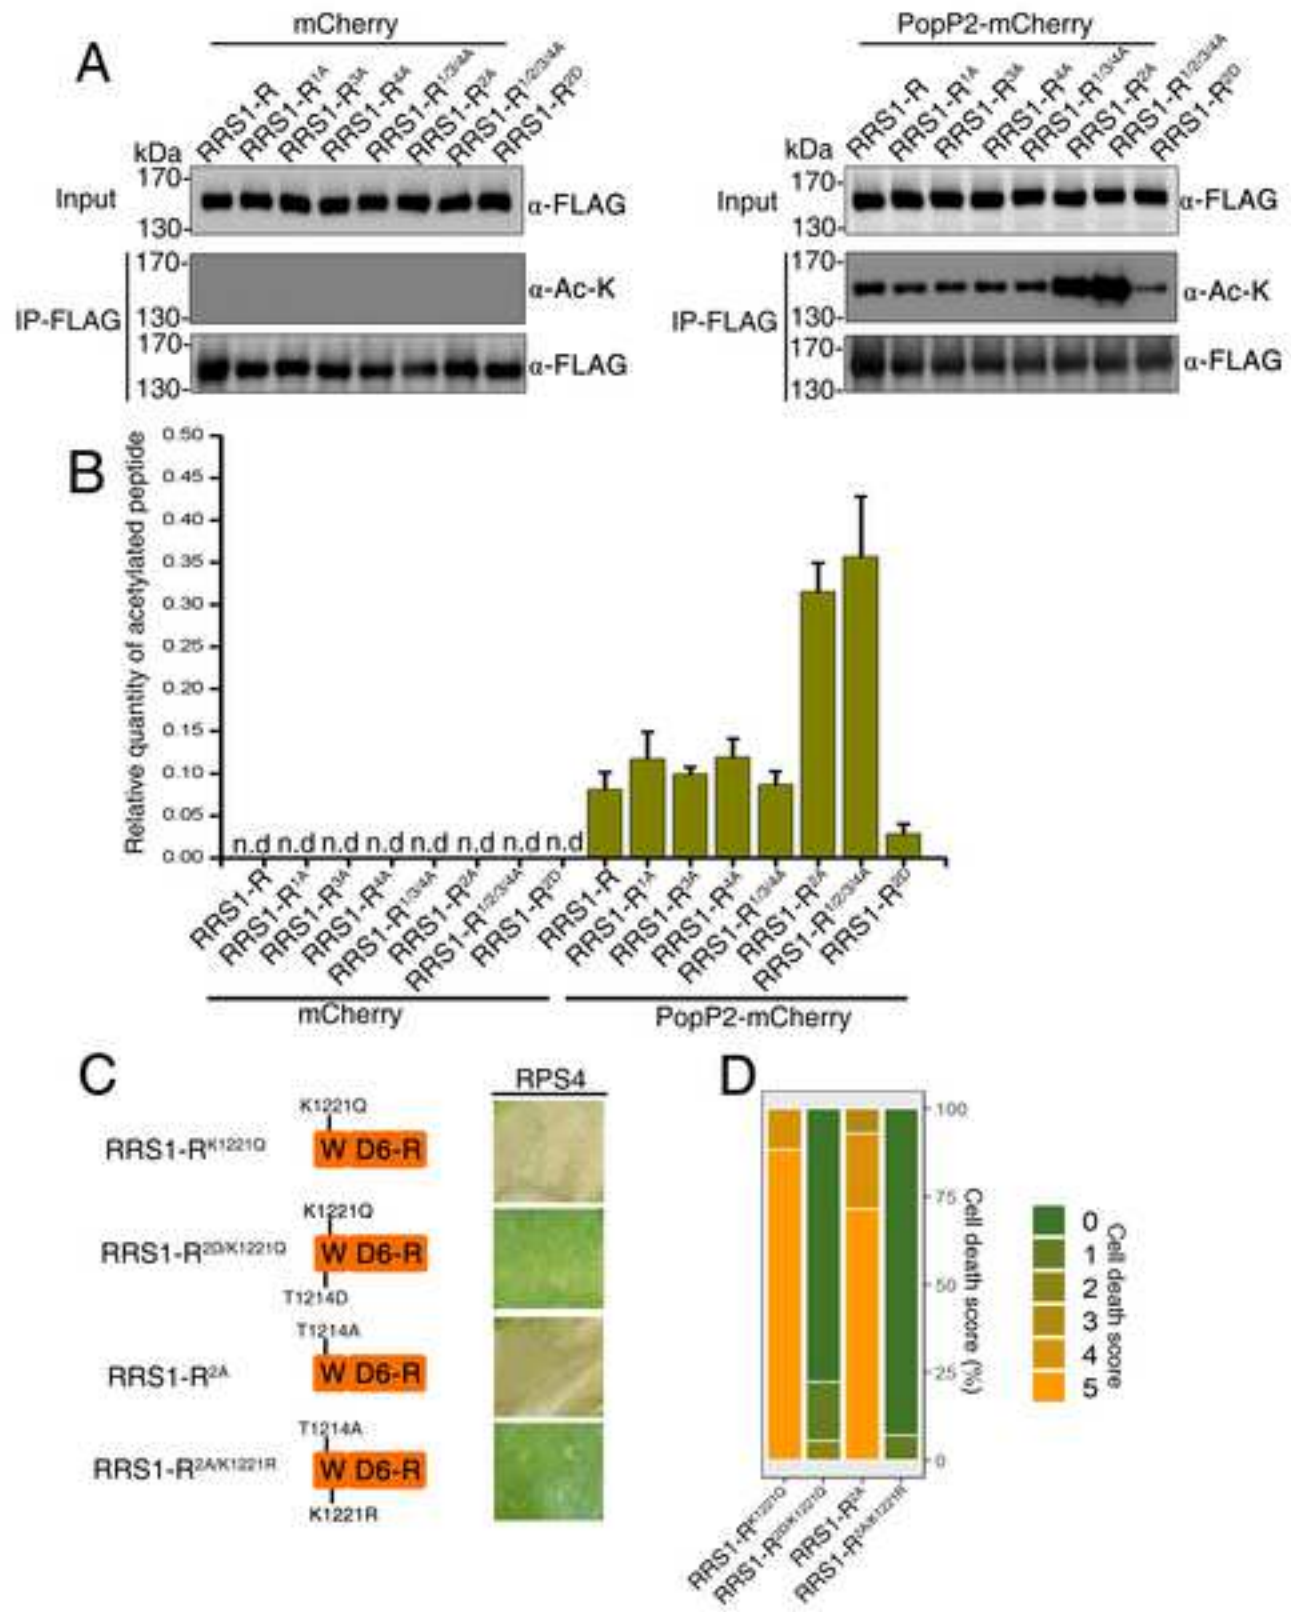 A
mCherry
RRS1-R RRS1-R1A RRS1-R3A RRS1-R4A RRS1-R1/3/4A RRS1-R2A RRS1-R1/2/3/4A RRS1-R2D
kDa
170-
Input
α-FLAG
130-
170-
α-Ac-K
130-
IP-FLAG
170-
α-FLAG
130-
PopP2-mCherry
RRS1-R RRS1-R1A RRS1-R3A RRS1-R4A RRS1-R1/3/4A RRS1-R2A RRS1-R1/2/3/4A RRS1-R2D
kDa
170-
Input
α-FLAG
130-
170-
α-Ac-K
130-
IP-FLAG
170-
α-FLAG
130-
B
Relative quantity of acetylated peptide
0.50
0.45
0.40
0.35
0.30
0.25
0.20
0.15
0.10
0.05
0.00
n.d n.d n.d n.d n.d n.d n.d n.d
RRS1-R RRS1-R1A RRS1-R3A RRS1-R4A RRS1-R1/3/4A RRS1-R2A RRS1-R1/2/3/4A RRS1-R2D
RRS1-R RRS1-R1A RRS1-R3A RRS1-R4A RRS1-R1/3/4A RRS1-R2A RRS1-R1/2/3/4A RRS1-R2D
mCherry
PopP2-mCherry
C
RPS4
K1221Q
RRS1-RK1221Q
W D6-R
K1221Q
RRS1-R2D/K1221Q
W D6-R
T1214D
T1214A
RRS1-R2A
W D6-R
T1214A
RRS1-R2A/K1221R
W D6-R
K1221R
D
100
75
50
25
0
Cell death score (%)
RRS1-RK1221Q
RRS1-R2D/K1221Q
RRS1-R2A
RRS1-R2A/K1221R
0
1
2
3
4
5
Cell death score